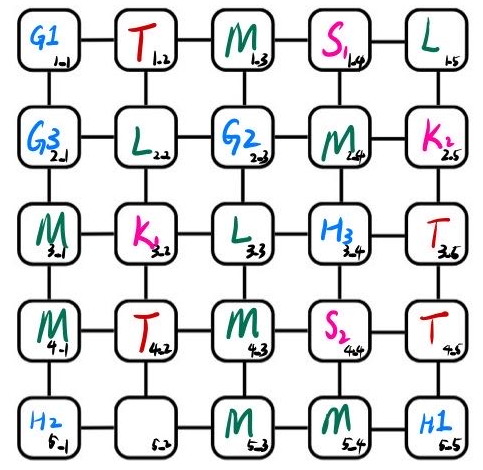 G1 T M S1 L
1-1 1-2 1-3 1-4 1-5
G3 L G2 M K2
2-1 2-2 2-3 2-4 2-5
M K1 L H3 T
3-1 3-2 3-3 3-4 3-5
M T M S2 T
4-1 4-2 4-3 4-4 4-5
H2 M M H1
5-1 5-2 5-3 5-4 5-5